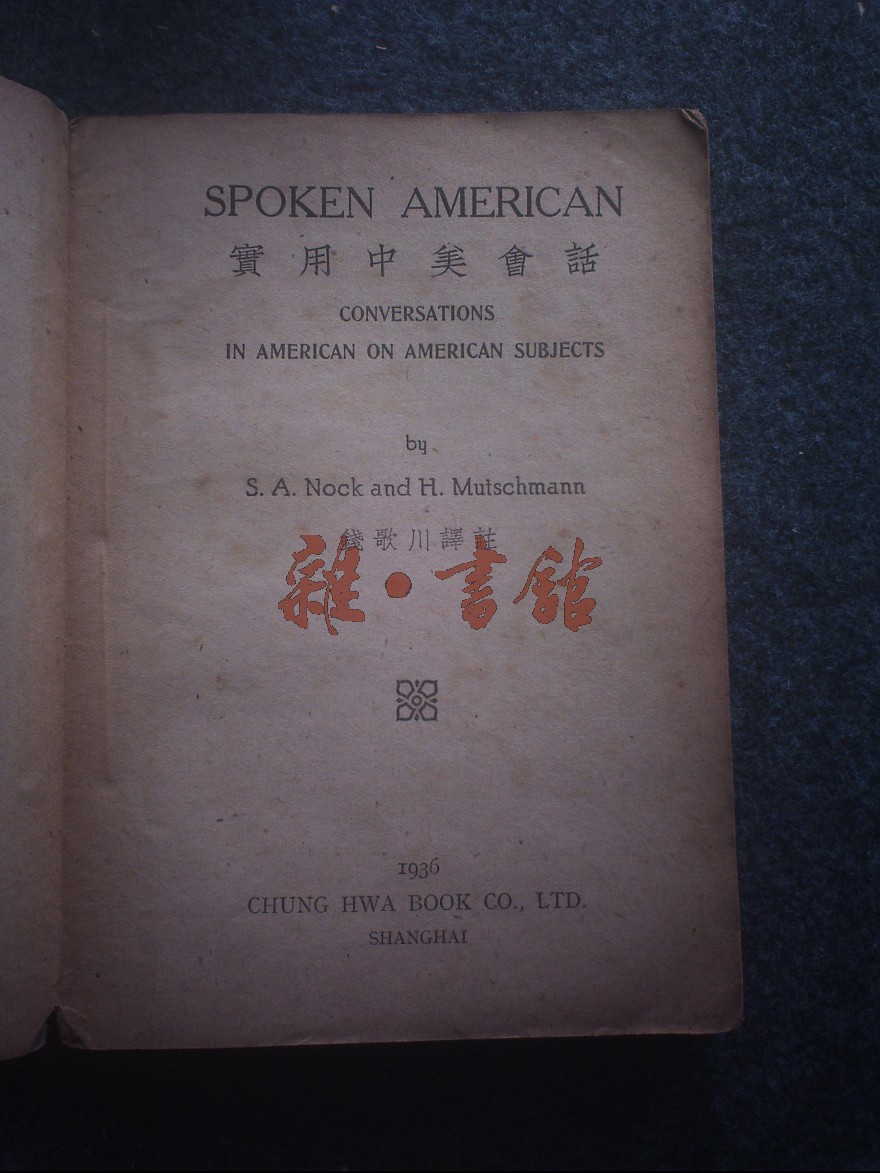 SPOKEN AMERICAN
實用中美會話
CONVERSATIONS
IN AMERICAN ON AMERICAN SUBJECTS
by
S. A. Nock and H. Mutschmann
錢歌川譯註
雜·書館
1936
CHUNG HWA BOOK CO., LTD.
SHANGHAI